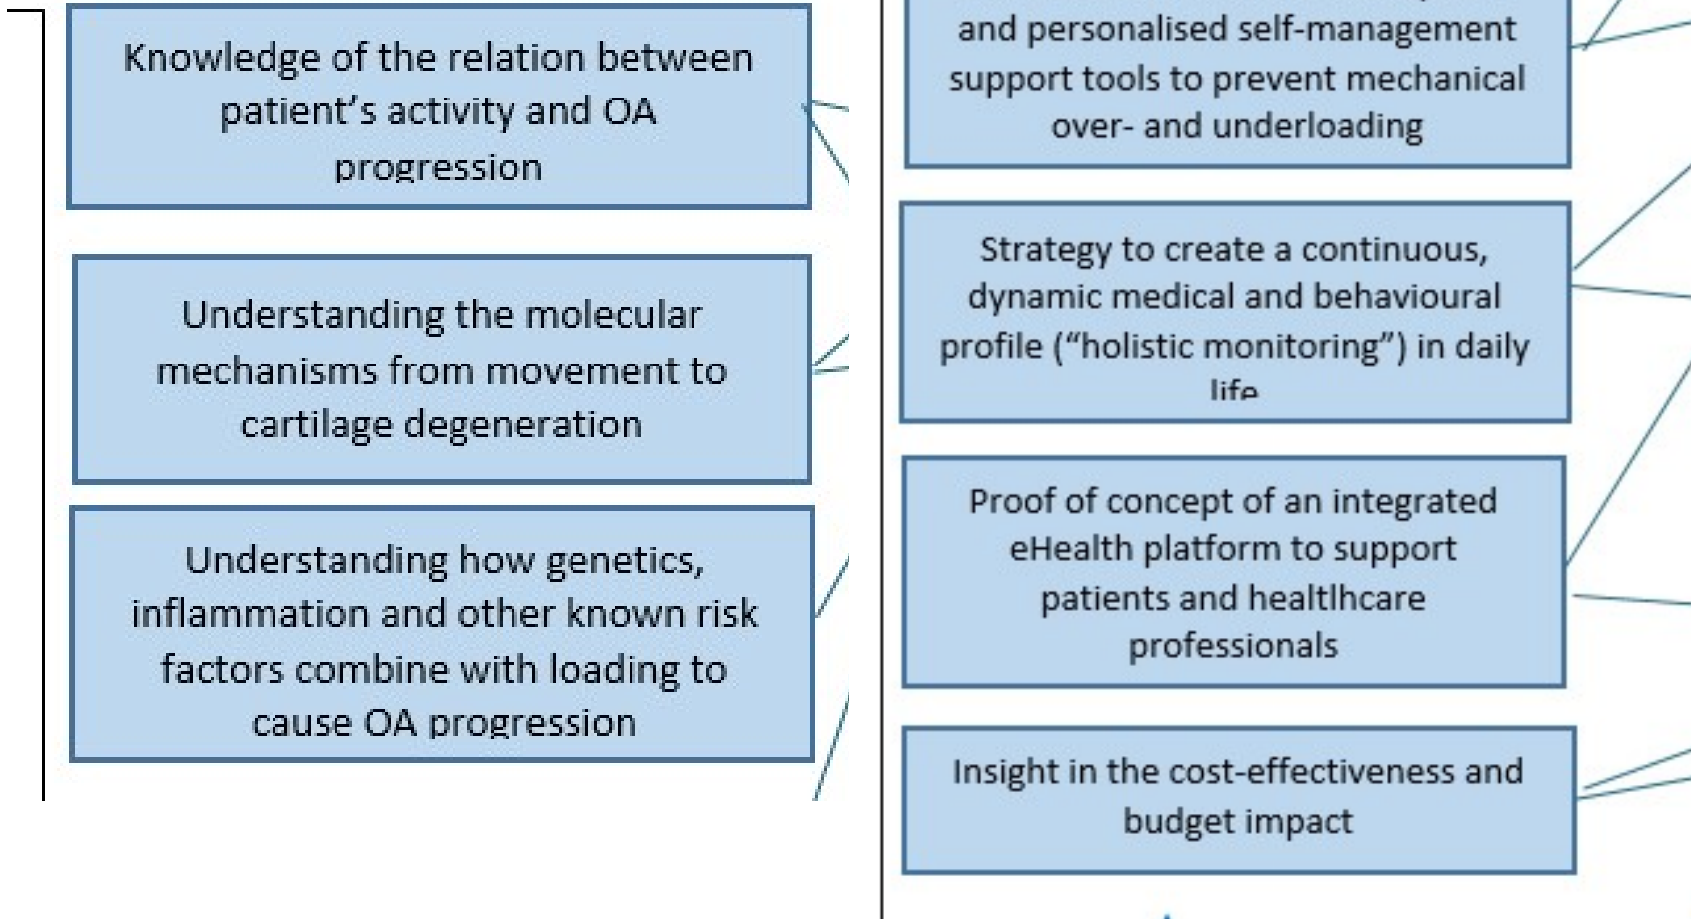 Knowledge of the relation between
patient’s activity and OA
progression
Understanding the molecular
mechanisms from movement to
cartilage degeneration
Understanding how genetics,
inflammation and other known risk
factors combine with loading to
cause OA progression
and personalised self-management
support tools to prevent mechanical
over- and underloading
Strategy to create a continuous,
dynamic medical and behavioural
profile (“holistic monitoring”) in daily
life
Proof of concept of an integrated
eHealth platform to support
patients and healtlhcare
professionals
Insight in the cost-effectiveness and
budget impact